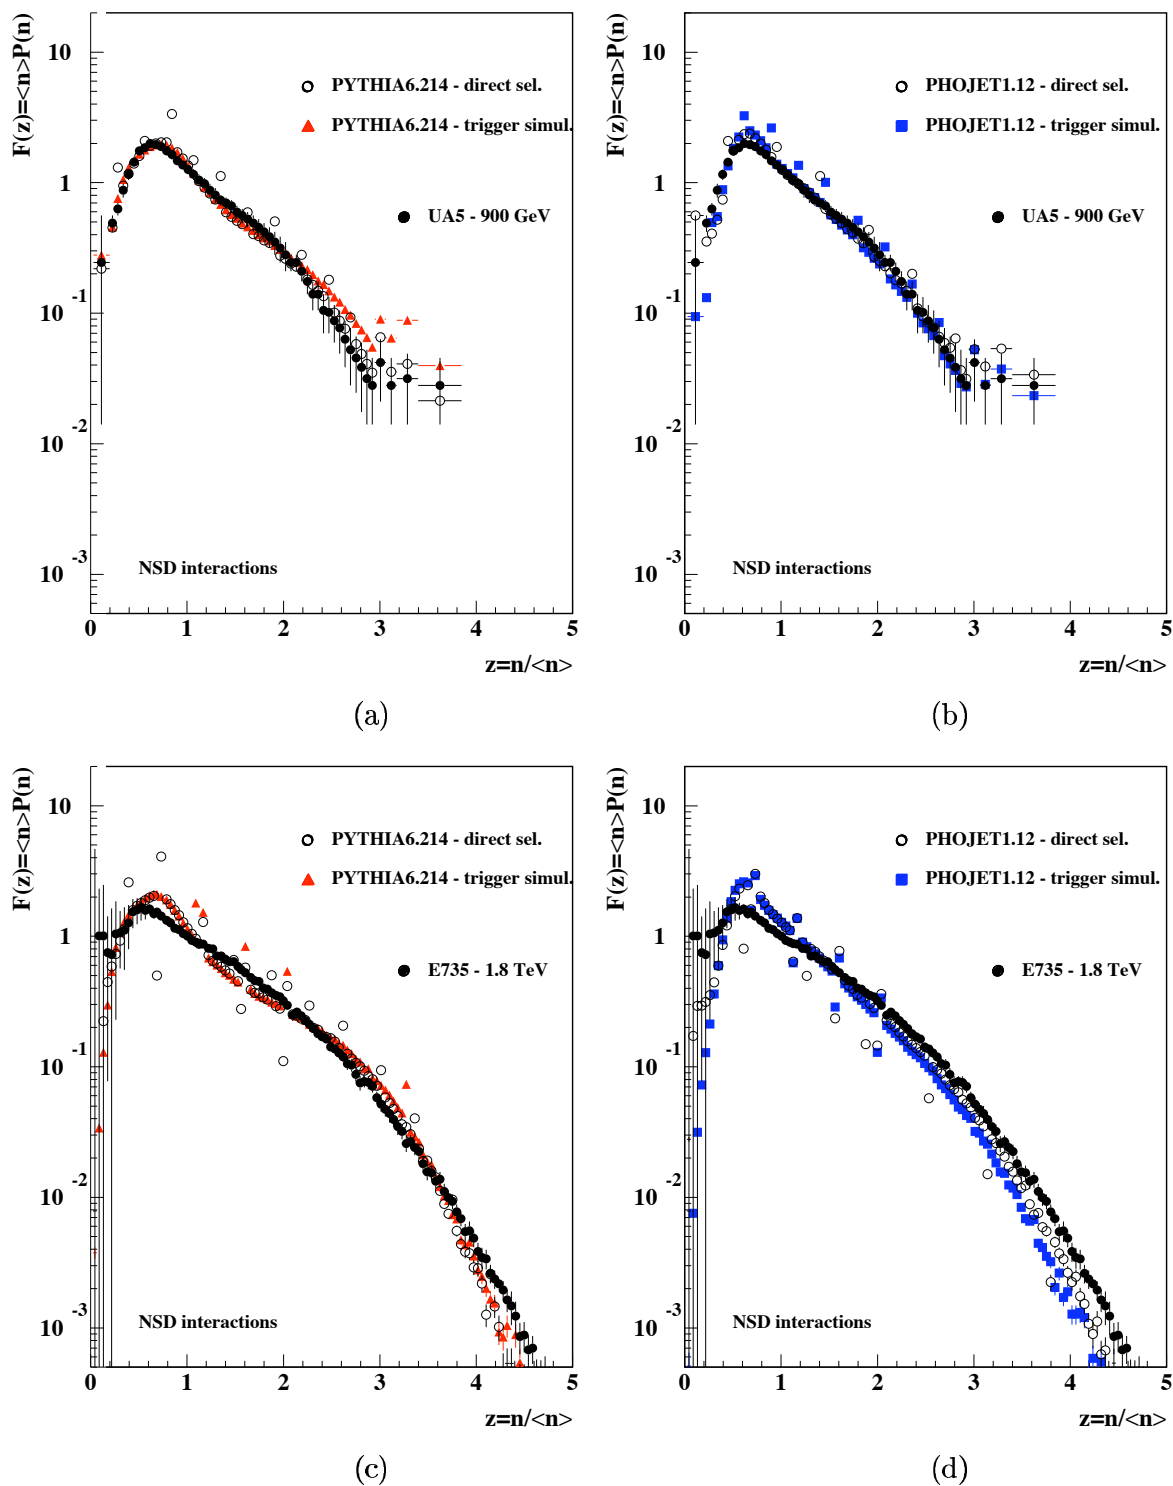 F(z)=<n>P(n)
10
1
10 -1
10 -2
10 -3
PYTHIA6.214 - direct sel.
PYTHIA6.214 - trigger simul.
UA5 - 900 GeV
NSD interactions
0 1 2 3 4 5
z=n/<n>
(a)
F(z)=<n>P(n)
10
1
10 -1
10 -2
10 -3
PHOJET1.12 - direct sel.
PHOJET1.12 - trigger simul.
UA5 - 900 GeV
NSD interactions
0 1 2 3 4 5
z=n/<n>
(b)
F(z)=<n>P(n)
10
1
10 -1
10 -2
10 -3
PYTHIA6.214 - direct sel.
PYTHIA6.214 - trigger simul.
E735 - 1.8 TeV
NSD interactions
0 1 2 3 4 5
z=n/<n>
(c)
F(z)=<n>P(n)
10
1
10 -1
10 -2
10 -3
PHOJET1.12 - direct sel.
PHOJET1.12 - trigger simul.
E735 - 1.8 TeV
NSD interactions
0 1 2 3 4 5
z=n/<n>
(d)